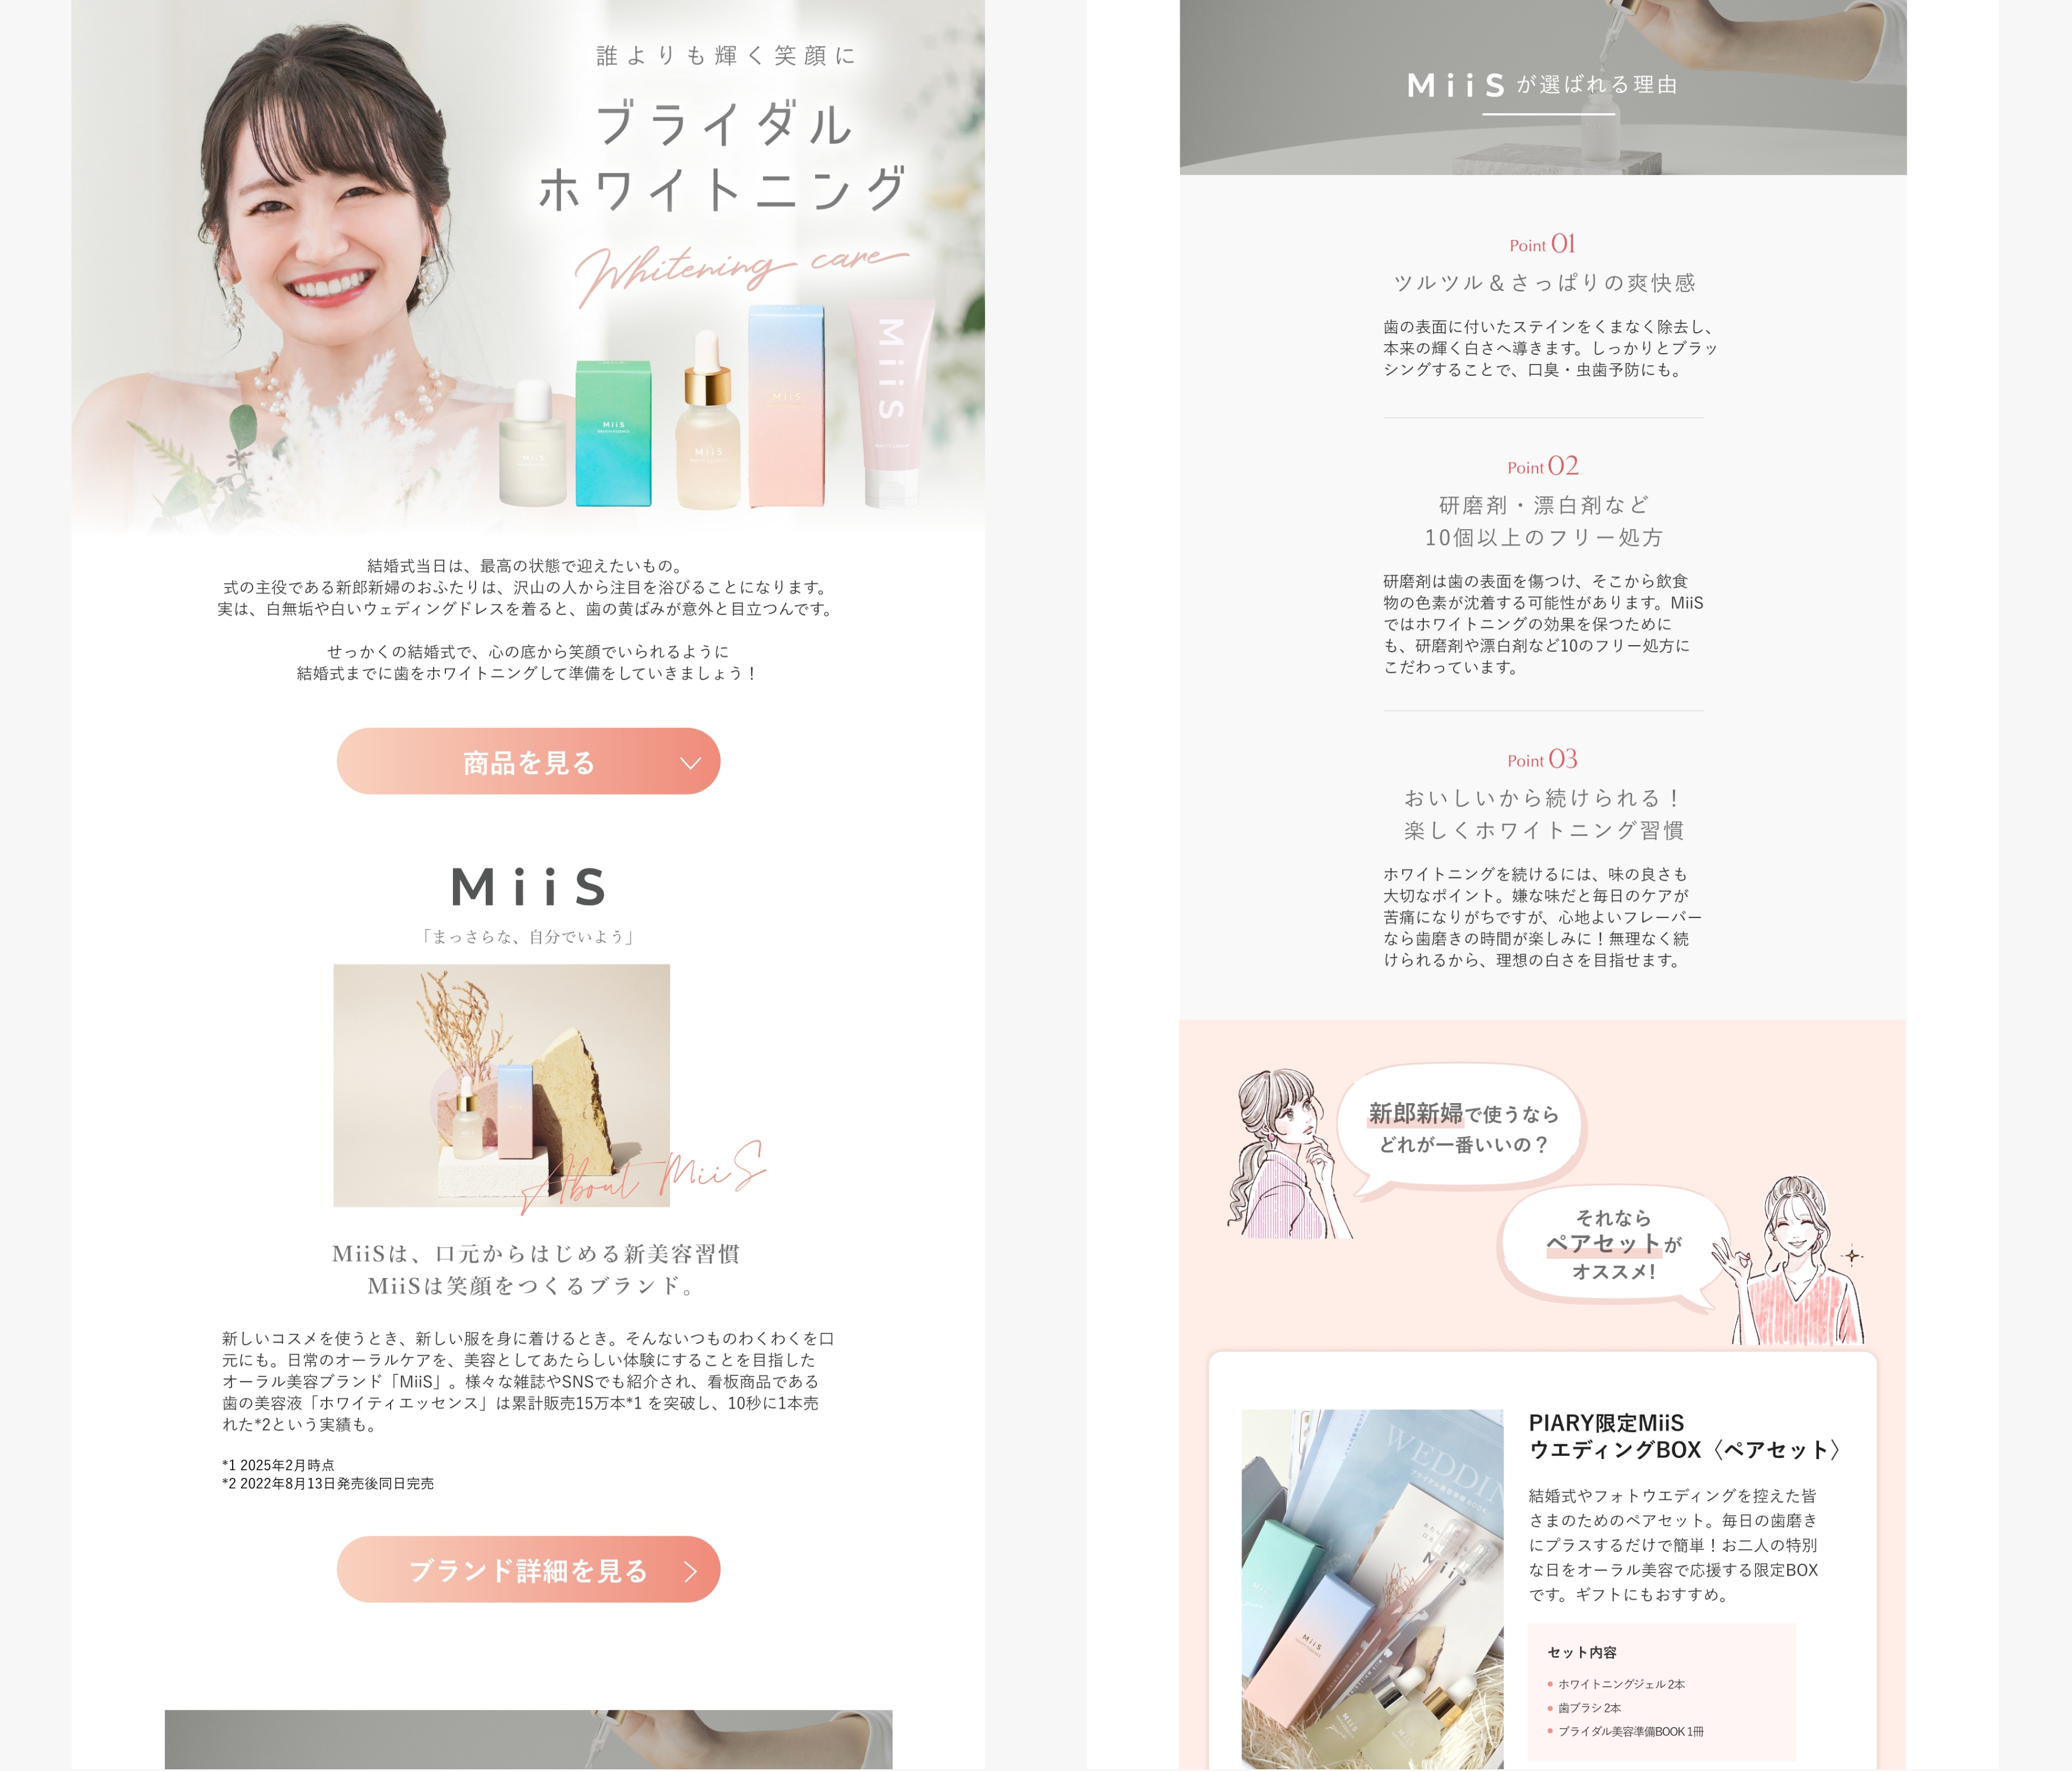 誰よりも輝く笑顔に
ブライダル
ホワイトニング
Whitening care
MiiS
MiiS
MiiS
MiiS
MiiS
結婚式当日は、最高の状態で迎えたいもの。
式の主役である新郎新婦のおふたりは、沢山の人から注目を浴びることになります。
実は、白無垢や白いウェディングドレスを着ると、歯の黄ばみが意外と目立つんです。
せっかくの結婚式で、心の底から笑顔でいられるように
結婚式までに歯をホワイトニングして準備をしていきましょう！
商品を見る
MiiS
「まっさらな、自分でいよう」
About MiiS
MiiSは、口元からはじめる新美容習慣
MiiSは笑顔をつくるブランド。
新しいコスメを使うとき、新しい服を身に着けるとき。そんないつものわくわくを口
元にも。日常のオーラルケアを、美容としてあたらしい体験にすることを目指した
オーラル美容ブランド「MiiS」。様々な雑誌やSNSでも紹介され、看板商品である
歯の美容液「ホワイティエッセンス」は累計販売15万本*1 を突破し、10秒に1本売
れた*2という実績も。
*1 2025年2月時点
*2 2022年8月13日発売後同日完売
ブランド詳細を見る
MiiS が選ばれる理由
Point 01
ツルツル＆さっぱりの爽快感
歯の表面に付いたステインをくまなく除去し、
本来の輝く白さへ導きます。しっかりとブラッ
シングすることで、口臭・虫歯予防にも。
Point 02
研磨剤・漂白剤など
10個以上のフリー処方
研磨剤は歯の表面を傷つけ、そこから飲食
物の色素が沈着する可能性があります。MiiS
ではホワイトニングの効果を保つために
も、研磨剤や漂白剤など10のフリー処方に
こだわっています。
Point 03
おいしいから続けられる！
楽しくホワイトニング習慣
ホワイトニングを続けるには、味の良さも
大切なポイント。嫌な味だと毎日のケアが
苦痛になりがちですが、心地よいフレーバー
なら歯磨きの時間が楽しみに！無理なく続
けられるから、理想の白さを目指せます。
新郎新婦で使うなら
どれが一番いいの？
それなら
ペアセットが
オススメ!
WEDDIN
ブライダル美容準備BOOK
MiiS
MiiS
MiiS
MiiS
PIARY限定MiiS
ウエディングBOX〈ペアセット〉
結婚式やフォトウエディングを控えた皆
さまのためのペアセット。毎日の歯磨き
にプラスするだけで簡単！お二人の特別
な日をオーラル美容で応援する限定BOX
です。ギフトにもおすすめ。
セット内容
ホワイトニングジェル 2本
歯ブラシ 2本
ブライダル美容準備BOOK 1冊